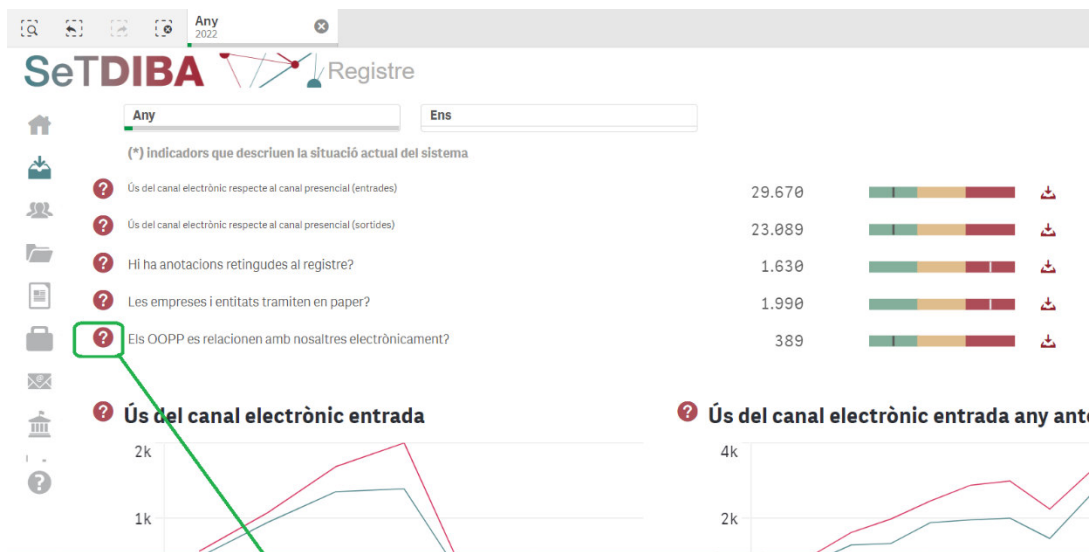 Any
2022
SeTDIBA Registre
Any Ens
(*) indicadors que descriuen la situació actual del sistema
? Ús del canal electrònic respecte al canal presencial (entrades) 29.670
? Ús del canal electrònic respecte al canal presencial (sortides) 23.089
? Hi ha anotacions retingudes al registre? 1.630
? Les empreses i entitats tramiten en paper? 1.990
? Els OOPP es relacionen amb nosaltres electrònicament? 389
? Ús del canal electrònic entrada ? Ús del canal electrònic entrada any
2k 4k
?
1k 2k